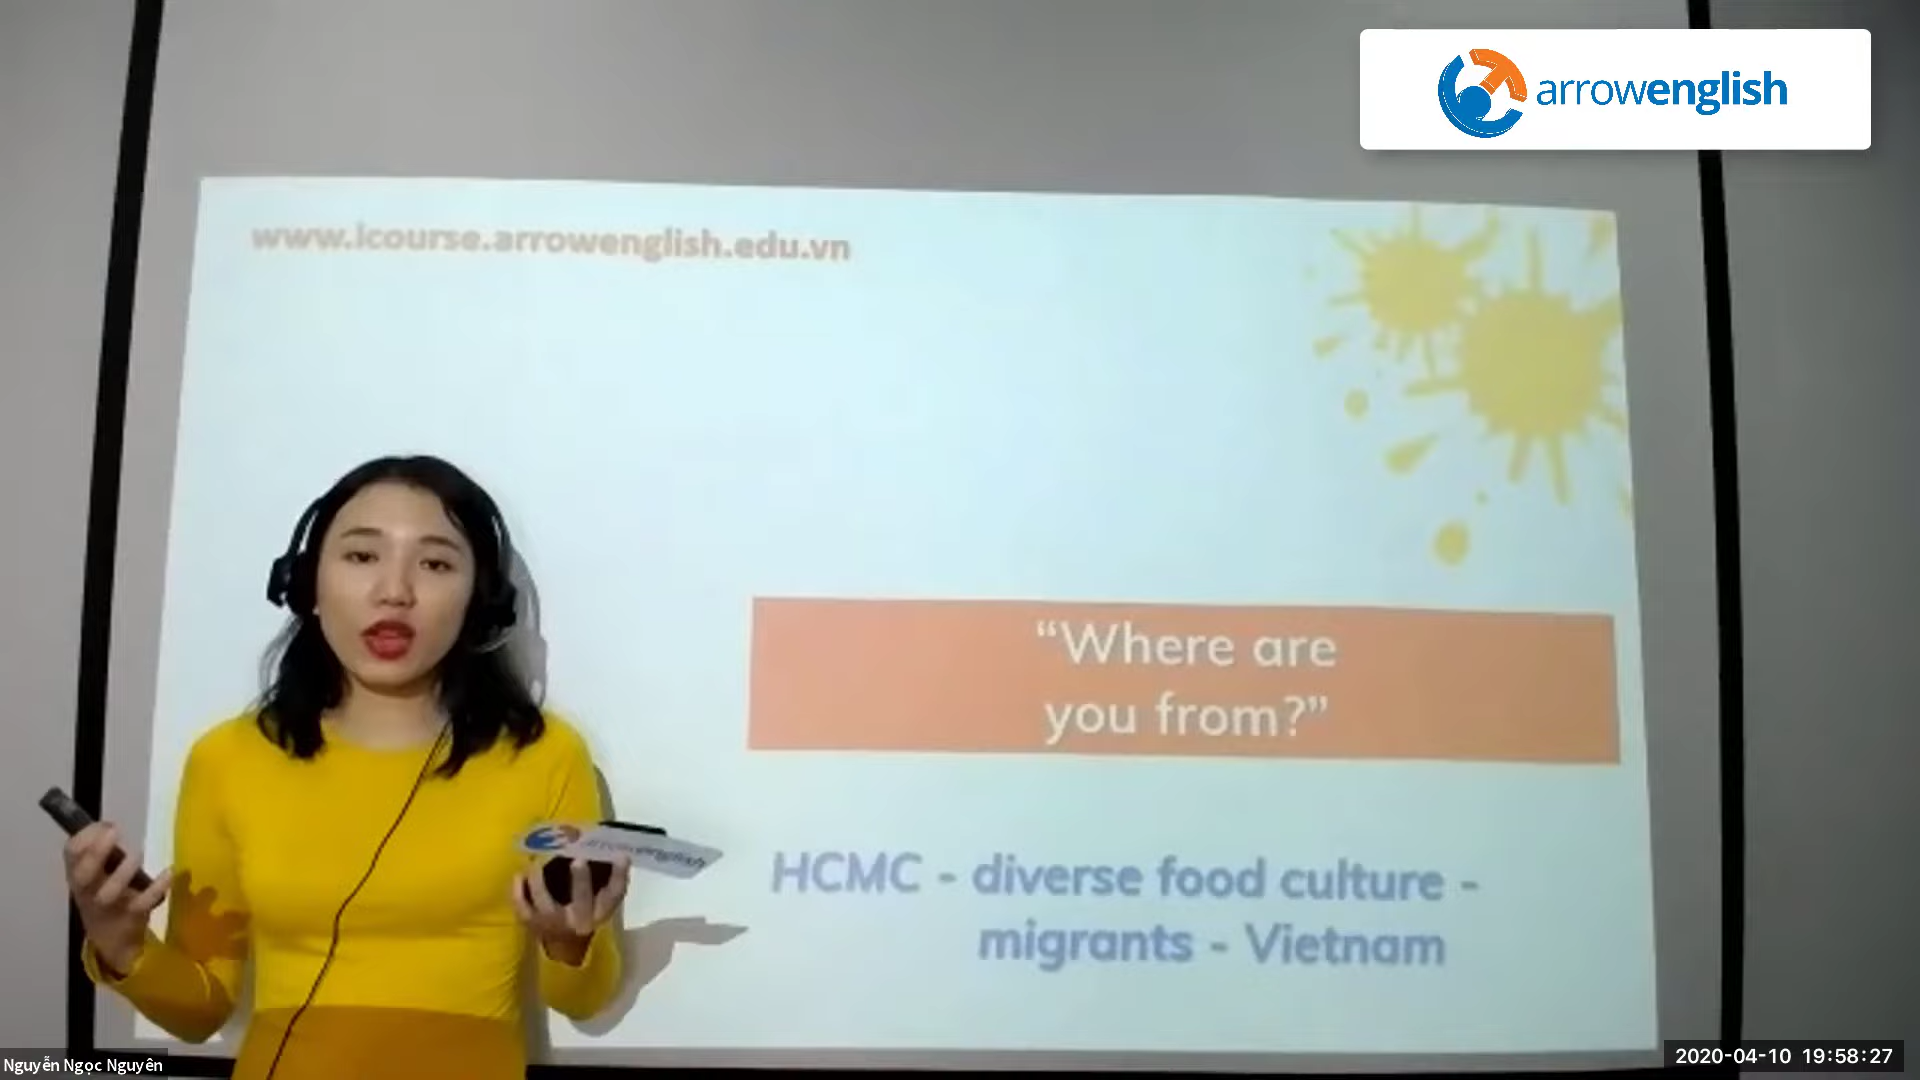 arrowenglish
www.icourse.arrowenglish.edu.vn
“Where are
you from?”
arrowenglish
HCMC - diverse food culture -
migrants - Vietnam
Nguyễn Ngọc Nguyên
2020-04-10 19:58:27